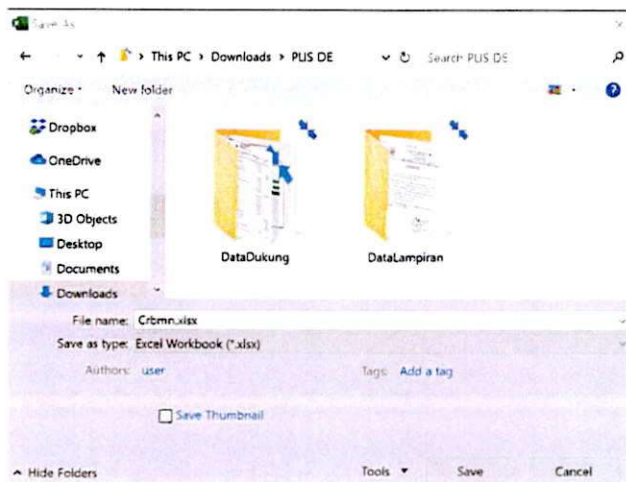 Save As
This PC › Downloads › PUS DE
Search PUS DE
Organize
New folder
Dropbox
OneDrive
This PC
3D Objects
Desktop
Documents
Downloads
DataDukung
DataLampiran
File name: Crbmn.xlsx
Save as type: Excel Workbook (*.xlsx)
Authors: user
Tags: Add a tag
Save Thumbnail
Hide Folders
Tools
Save
Cancel